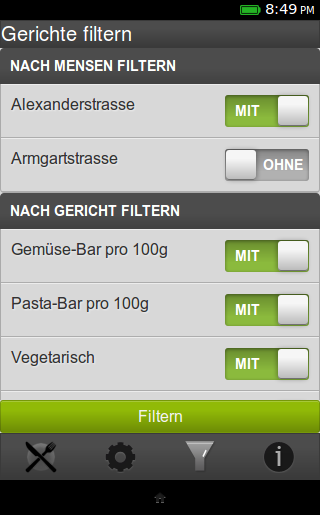 8:49 PM
Gerichte filtern
NACH MENSEN FILTERN
Alexanderstrasse MIT
Armgartstrasse OHNE
NACH GERICHT FILTERN
Gemüse-Bar pro 100g MIT
Pasta-Bar pro 100g MIT
Vegetarisch MIT
Filtern